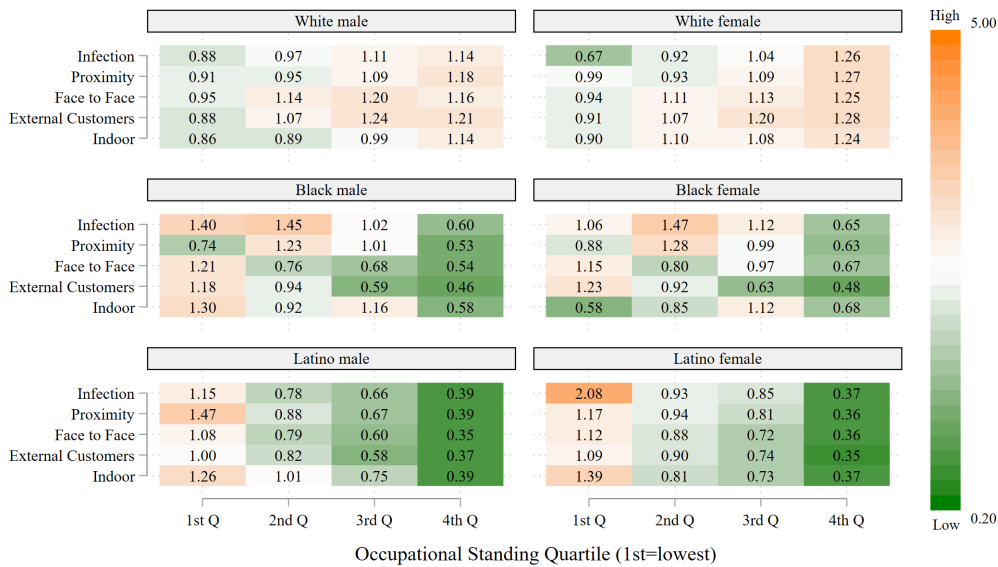 White male White female High
5.00
Infection 0.88 0.97 1.11 1.14 0.67 0.92 1.04 1.26
Proximity 0.91 0.95 1.09 1.18 0.99 0.93 1.09 1.27
Face to Face 0.95 1.14 1.20 1.16 0.94 1.11 1.13 1.25
External Customers 0.88 1.07 1.24 1.21 0.91 1.07 1.20 1.28
Indoor 0.86 0.89 0.99 1.14 0.90 1.10 1.08 1.24
Black male Black female
Infection 1.40 1.45 1.02 0.60 1.06 1.47 1.12 0.65
Proximity 0.74 1.23 1.01 0.53 0.88 1.28 0.99 0.63
Face to Face 1.21 0.76 0.68 0.54 1.15 0.80 0.97 0.67
External Customers 1.18 0.94 0.59 0.46 1.23 0.92 0.63 0.48
Indoor 1.30 0.92 1.16 0.58 0.58 0.85 1.12 0.68
Latino male Latino female
Infection 1.15 0.78 0.66 0.39 2.08 0.93 0.85 0.37
Proximity 1.47 0.88 0.67 0.39 1.17 0.94 0.81 0.36
Face to Face 1.08 0.79 0.60 0.35 1.12 0.88 0.72 0.36
External Customers 1.00 0.82 0.58 0.37 1.09 0.90 0.74 0.35
Indoor 1.26 1.01 0.75 0.39 1.39 0.81 0.73 0.37
1st Q 2nd Q 3rd Q 4th Q 1st Q 2nd Q 3rd Q 4th Q 0.20
Low
Occupational Standing Quartile (1st=lowest)